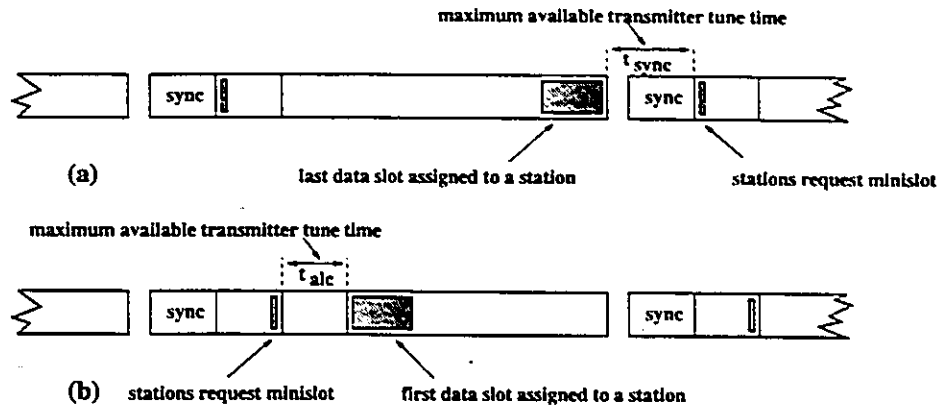 maximum available transmitter tune time
t sync
sync
sync
(a)
last data slot assigned to a station
stations request minislot
maximum available transmitter tune time
t alc
sync
sync
(b)
stations request minislot
first data slot assigned to a station